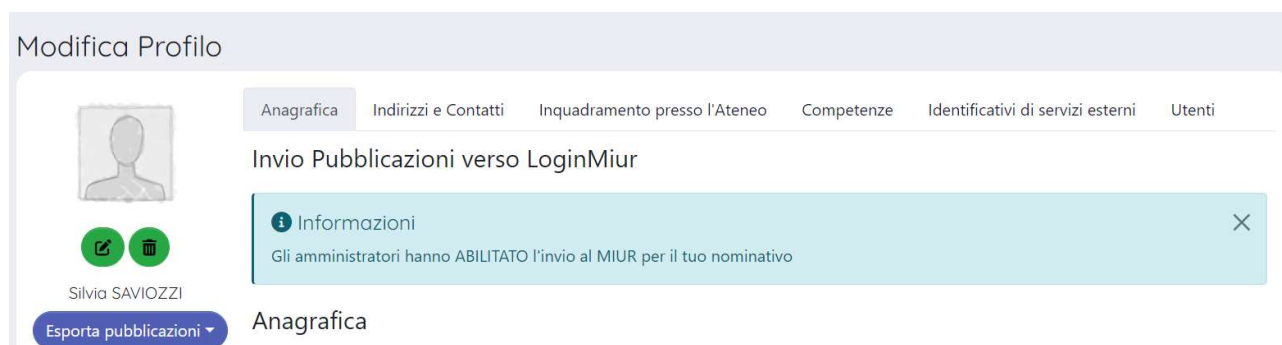 Modifica Profilo
Anagrafica Indirizzi e Contatti Inquadramento presso l'Ateneo Competenze Identificativi di servizi esterni Utenti
Invio Pubblicazioni verso LoginMiur
Informazioni
Gli amministratori hanno ABILITATO l'invio al MIUR per il tuo nominativo
Silvia SAVIOZZI
Esporta pubblicazioni
Anagrafica